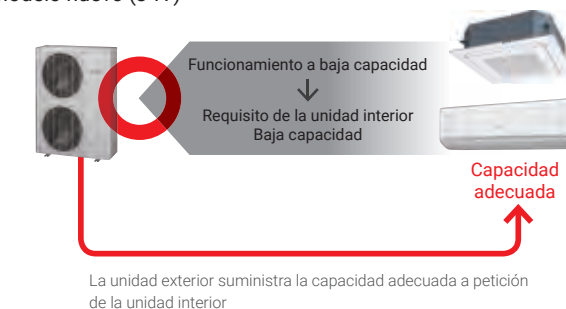 Funcionamiento a baja capacidad
Requisito de la unidad interior
Baja capacidad
Capacidad
adecuada
La unidad exterior suministra la capacidad adecuada a petición
de la unidad interior